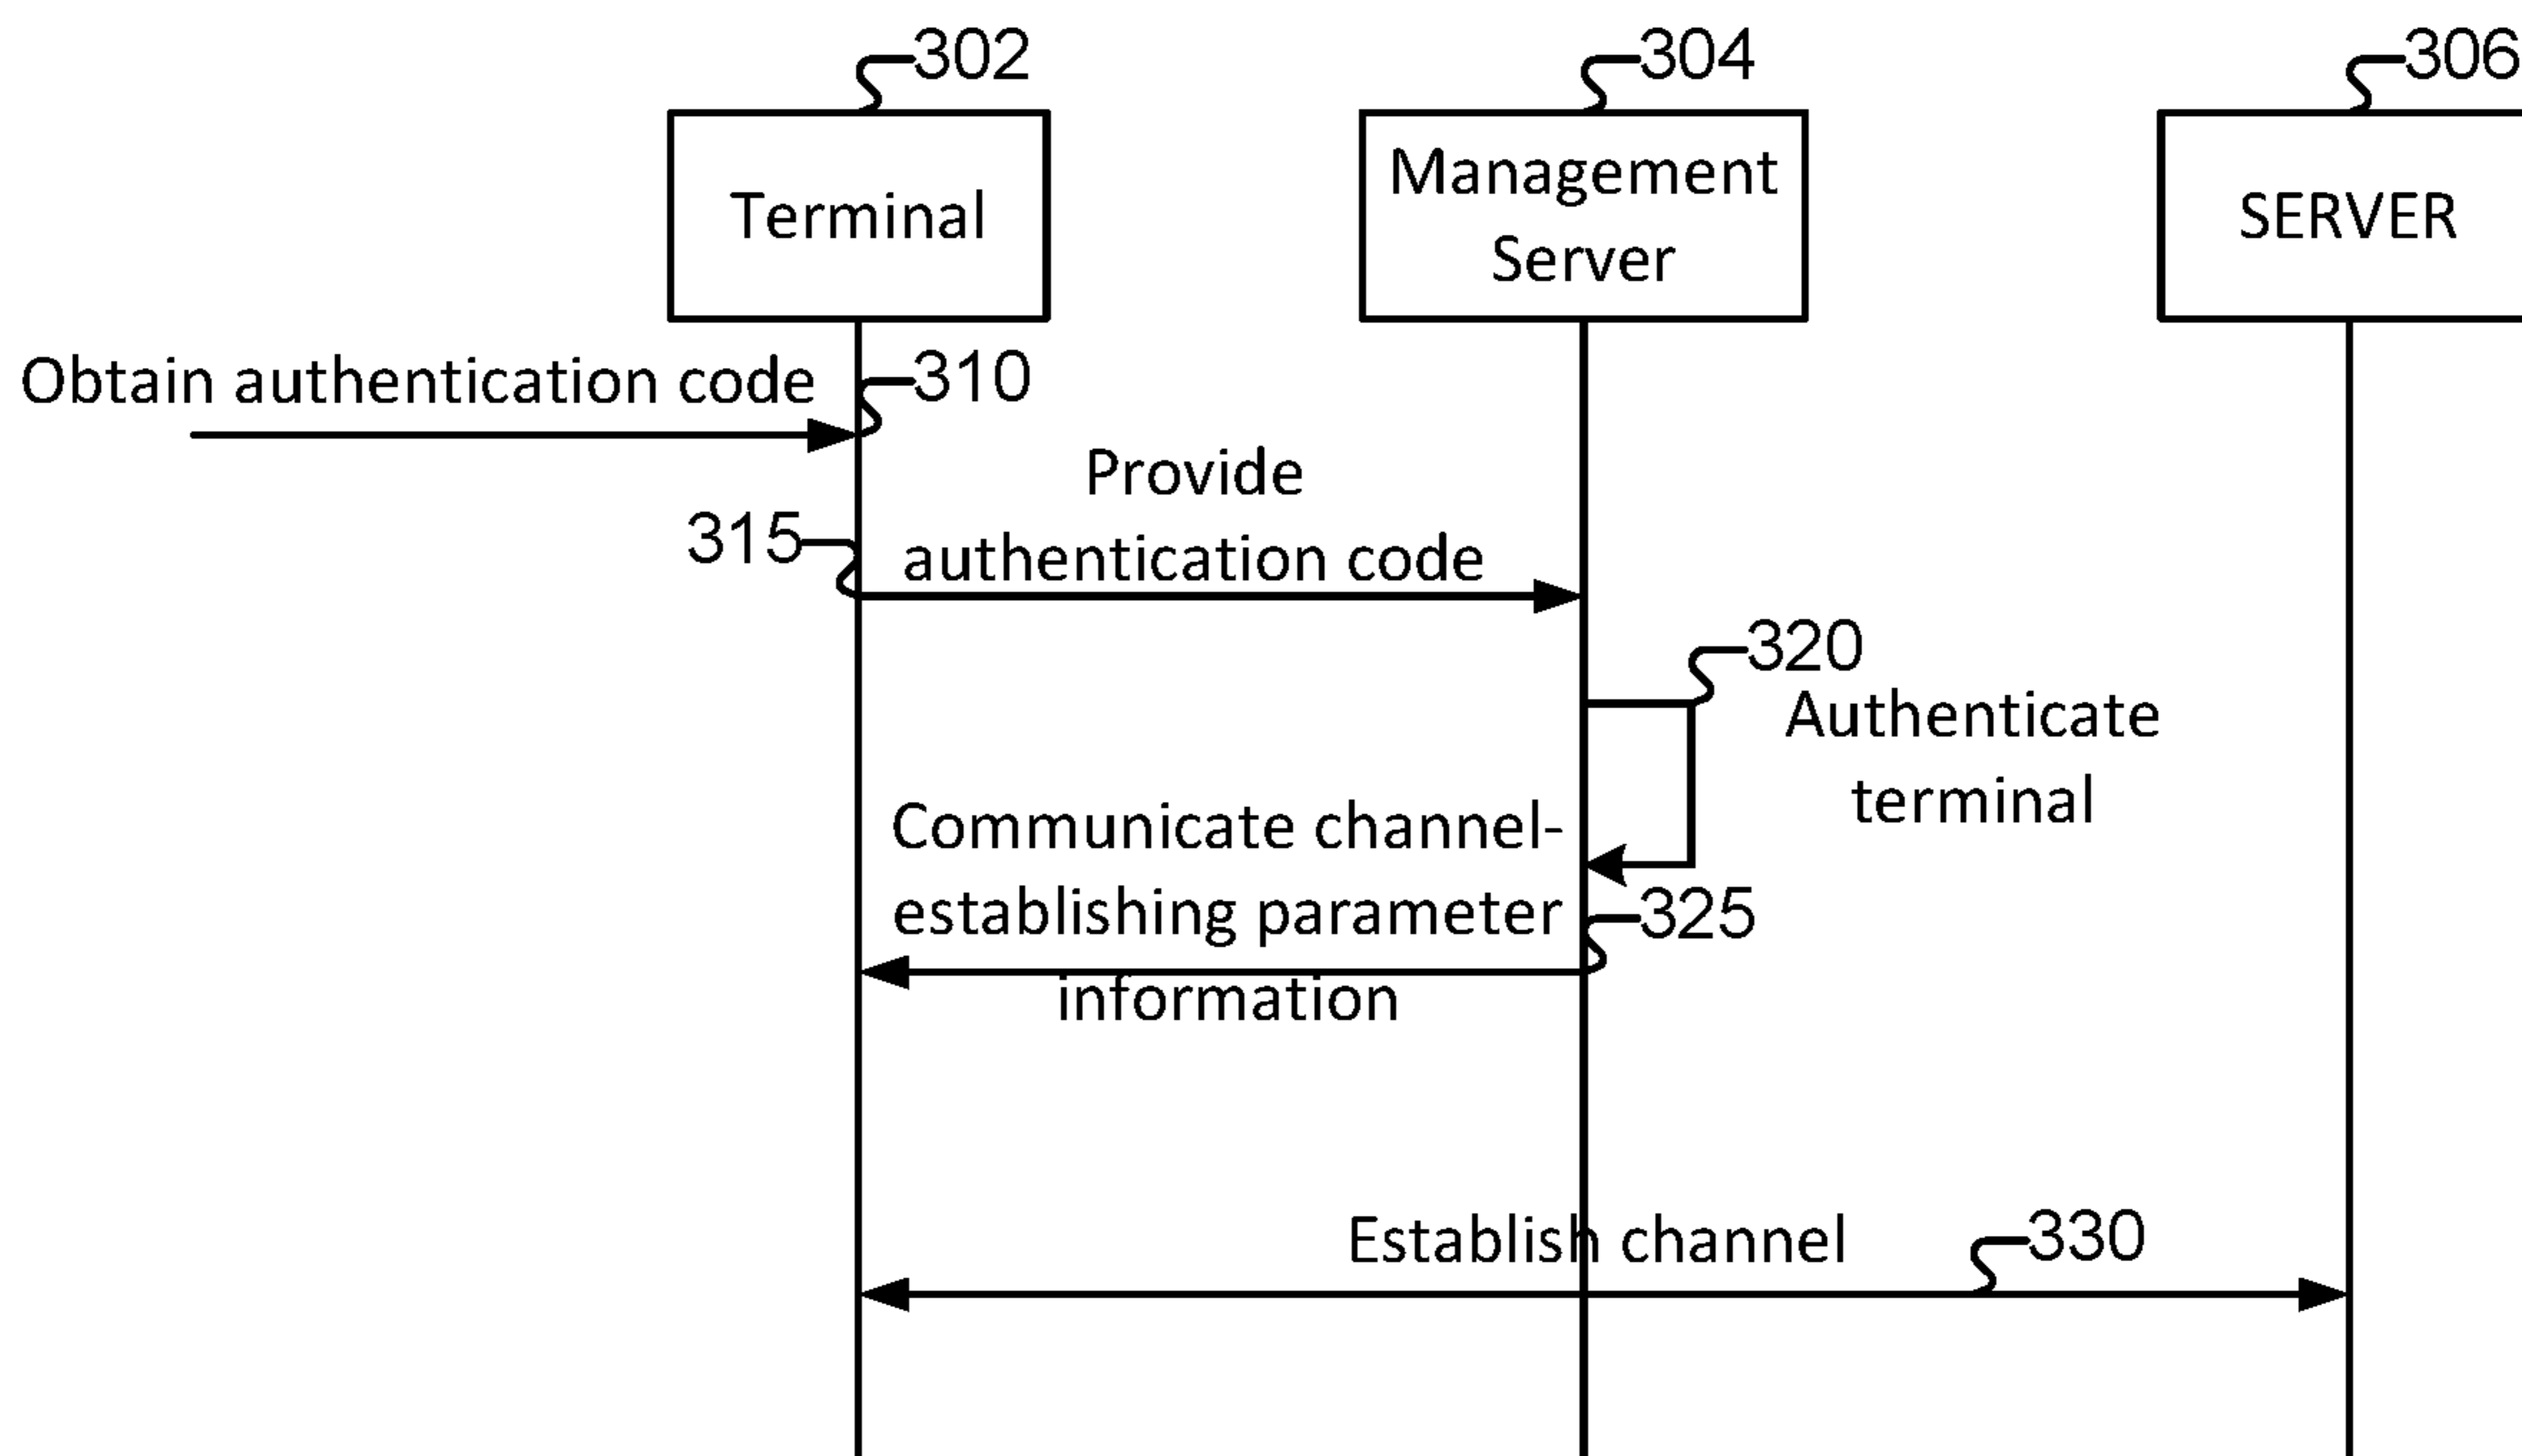 302
304
306
Terminal
Management
Server
SERVER
Obtain authentication code
310
Provide
authentication code
315
320
Authenticate
terminal
Communicate channel-
establishing parameter
information
325
Establish channel
330